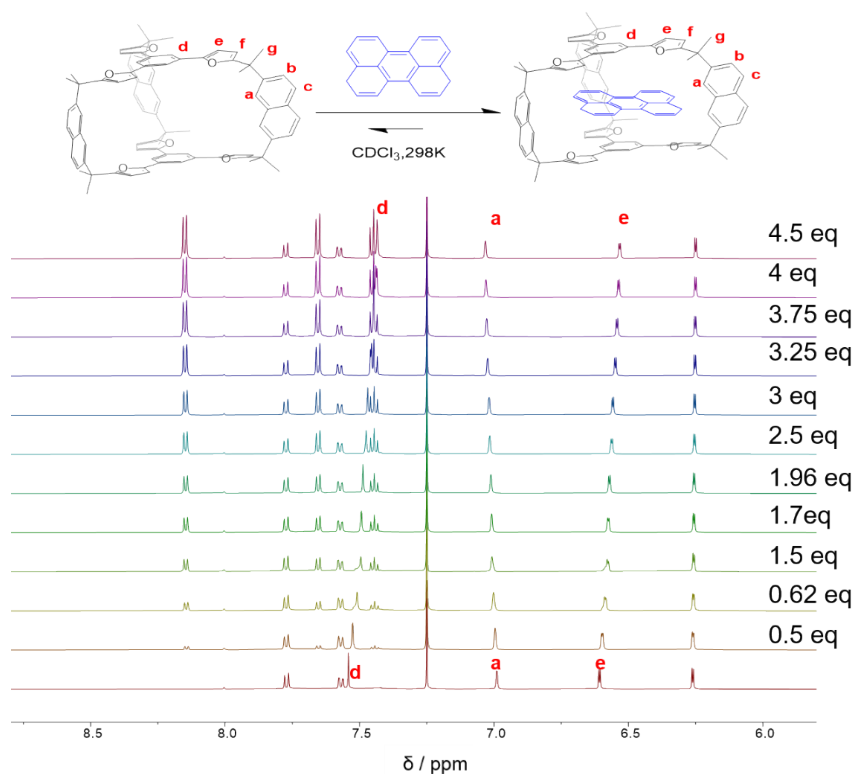 d e f g
b
c
a
O O O O O O
CDCl3,298K
d e f g
b
c
a
O O O O O O
d a e
4.5 eq
4 eq
3.75 eq
3.25 eq
3 eq
2.5 eq
1.96 eq
1.7eq
1.5 eq
0.62 eq
0.5 eq
d a e
8.5 8.0 7.5 7.0 6.5 6.0
δ / ppm